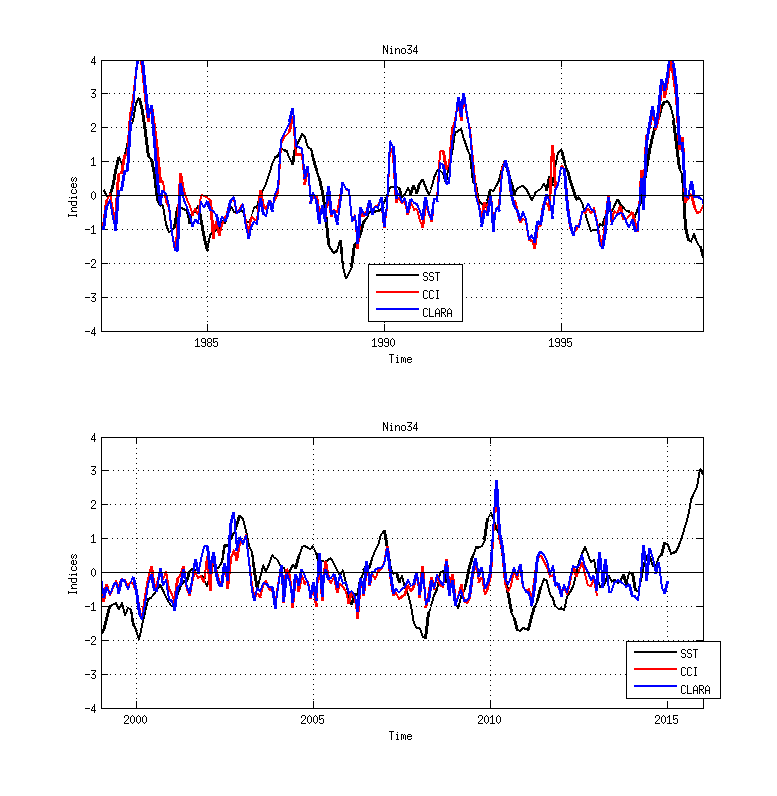 Nino34
4
3
2
1
0
-1
-2
-3
-4
Indices
SST
CCI
CLARA
1985
1990
1995
Time
Nino34
4
3
2
1
0
-1
-2
-3
-4
Indices
SST
CCI
CLARA
2000
2005
2010
2015
Time